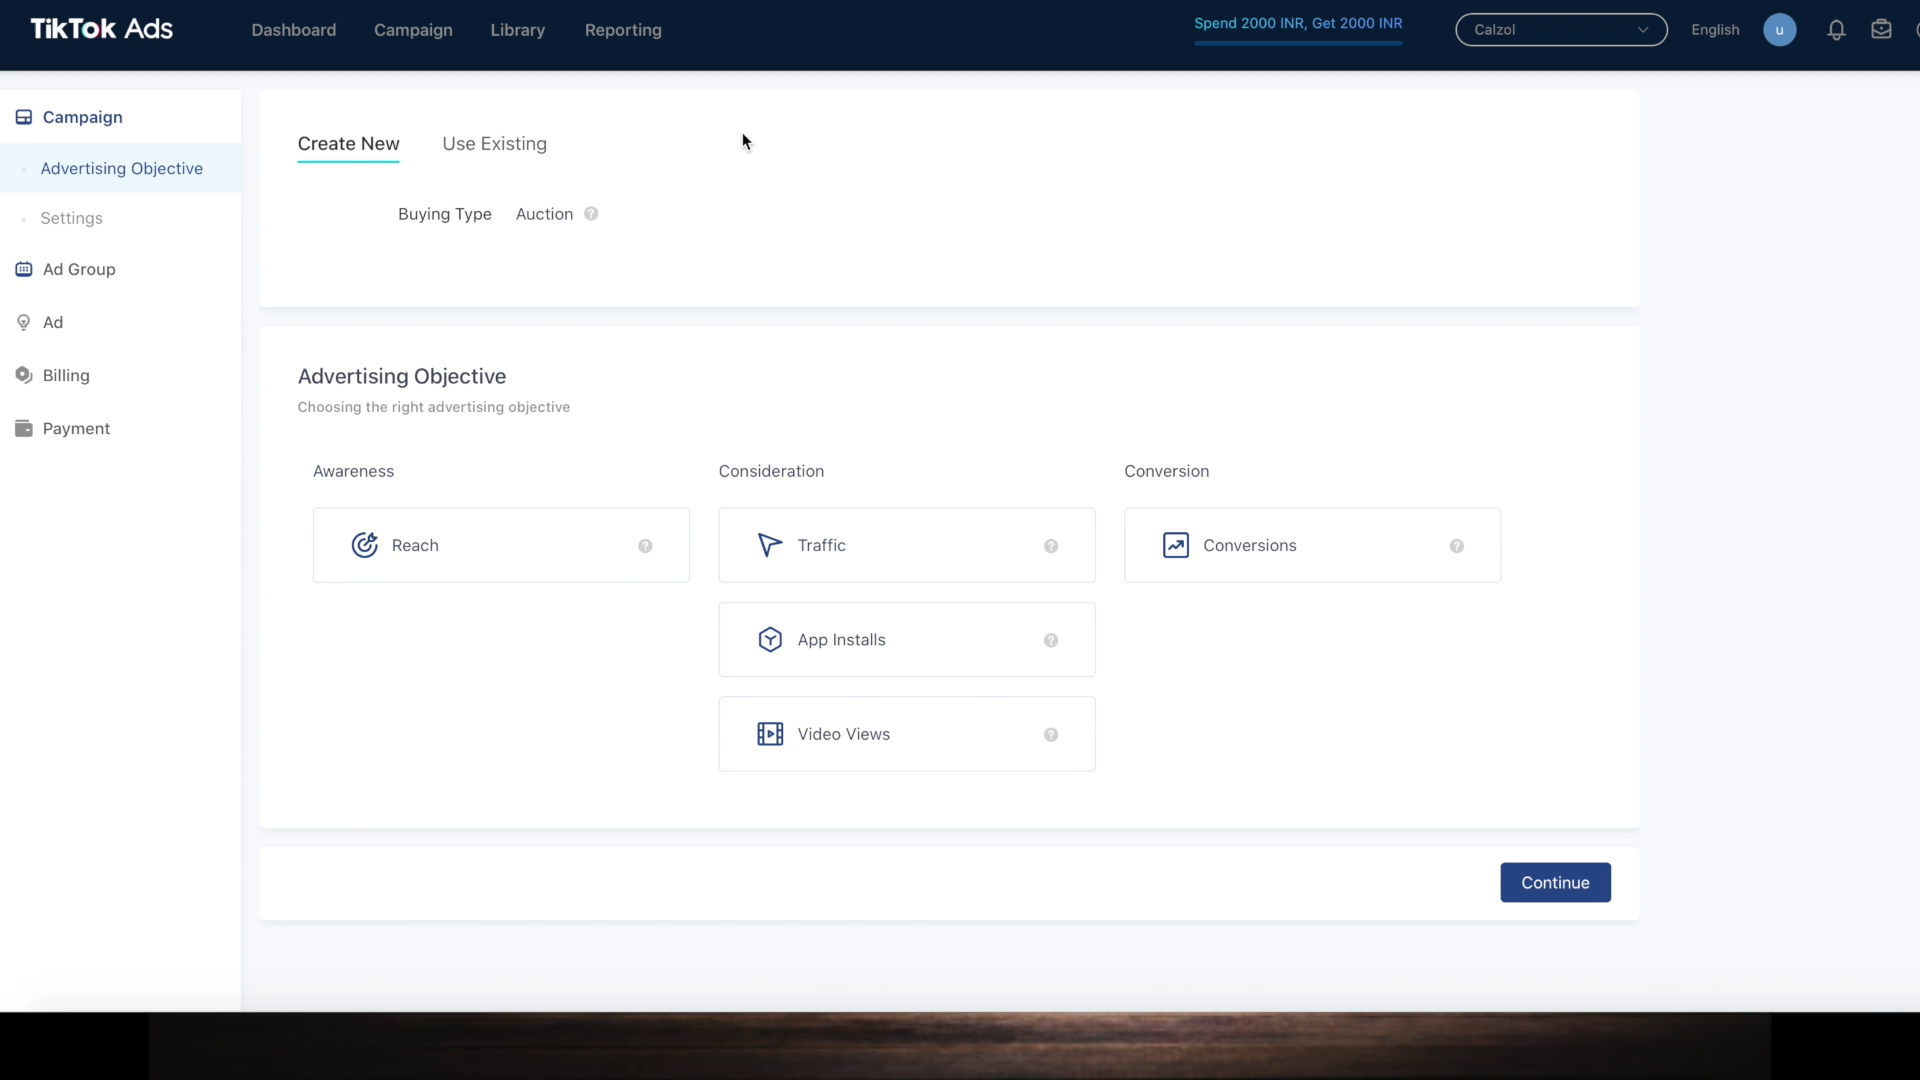 TikTok Ads
Dashboard
Campaign
Library
Reporting
Spend 2000 INR, Get 2000 INR
Calzol
English
u
Campaign
Advertising Objective
Settings
Ad Group
Ad
Billing
Payment
Create New
Use Existing
Buying Type
Auction
?
Advertising Objective
Choosing the right advertising objective
Awareness
Consideration
Conversion
Reach
?
Traffic
?
Conversions
?
App Installs
?
Video Views
?
Continue